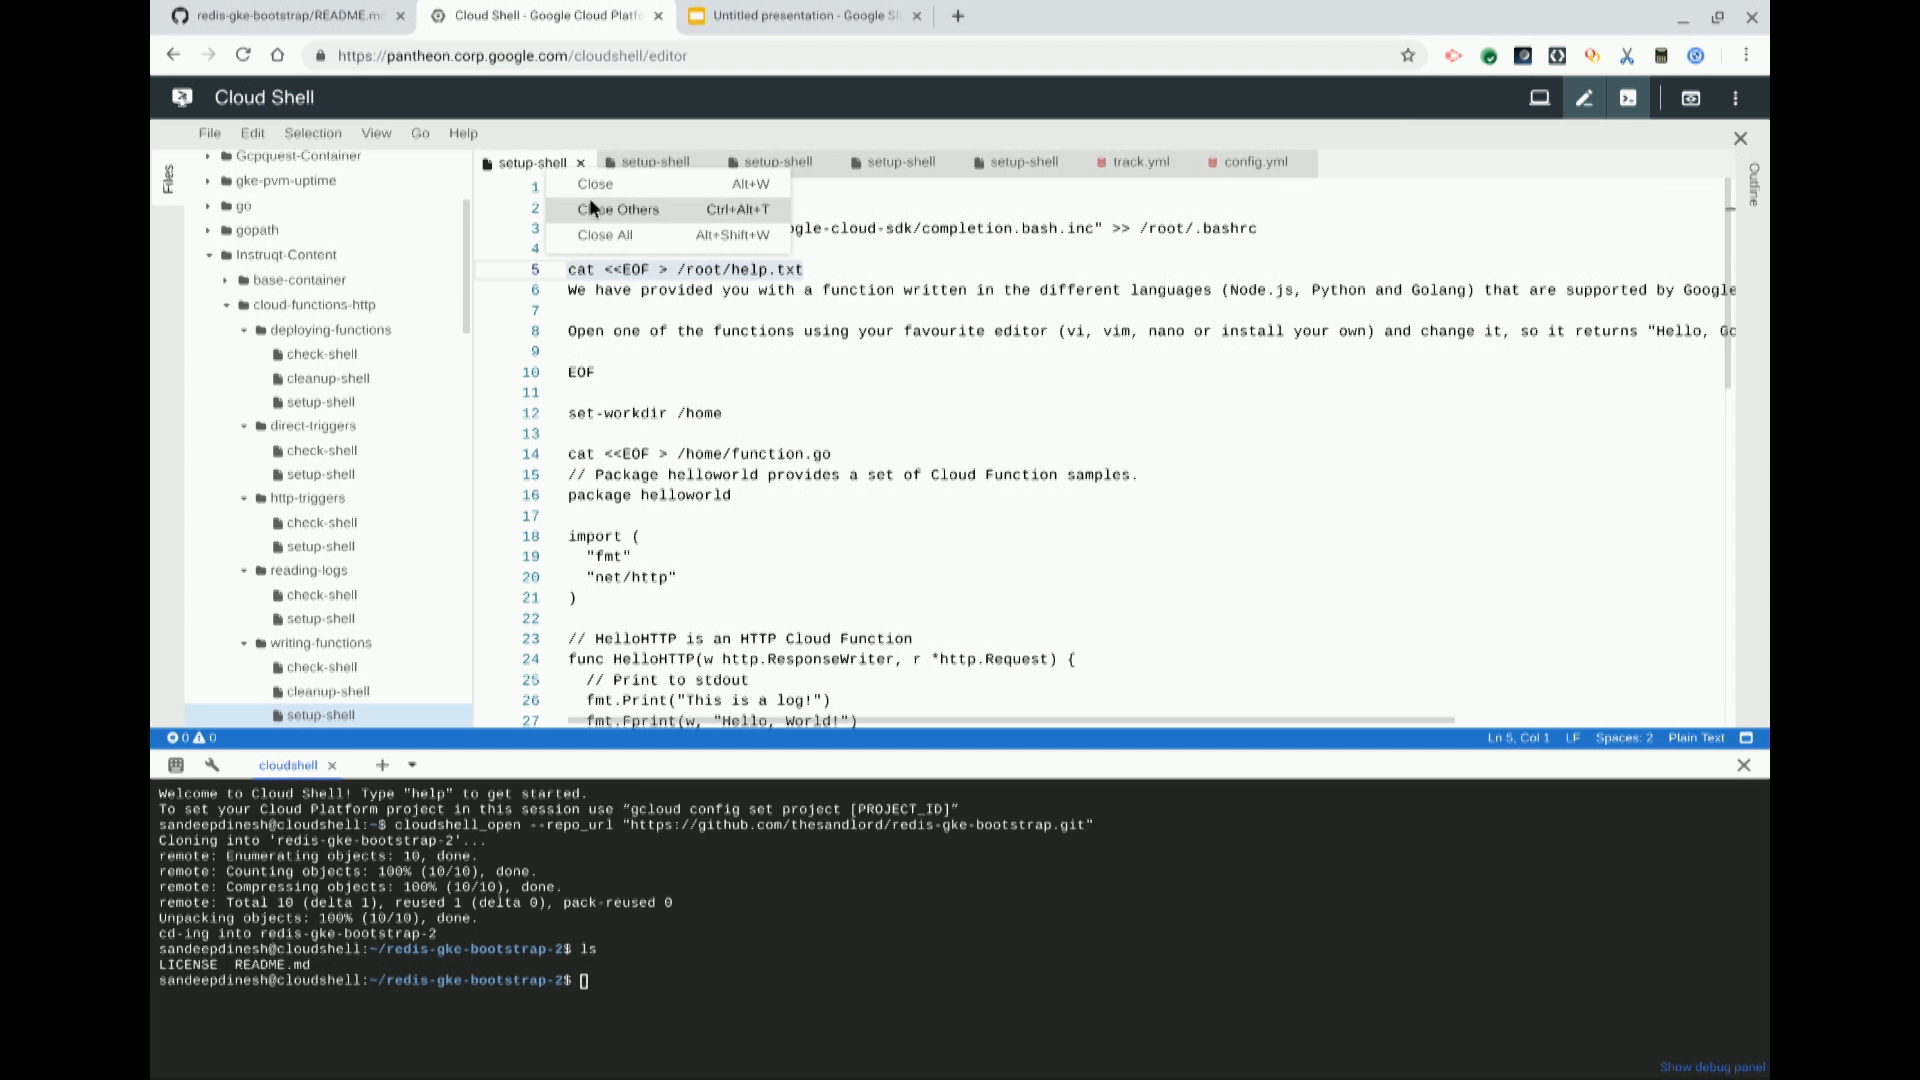 redis-gke-bootstrap/README.m
Cloud Shell - Google Cloud Platf
Untitled presentation - Google Sl
https://pantheon.corp.google.com/cloudshell/editor
Cloud Shell
File Edit Selection View Go Help
Files
Gcpquest-Container
gke-pvm-uptime
go
gopath
Instruqt-Content
base-container
cloud-functions-http
deploying-functions
check-shell
cleanup-shell
setup-shell
direct-triggers
check-shell
setup-shell
http-triggers
check-shell
setup-shell
reading-logs
check-shell
setup-shell
writing-functions
check-shell
cleanup-shell
setup-shell
setup-shell setup-shell setup-shell setup-shell setup-shell track.yml config.yml
Outline
Close Alt+W
Close Others Ctrl+Alt+T
Close All Alt+Shift+W
1
2
3 ogle-cloud-sdk/completion.bash.inc" >> /root/.bashrc
4
5 cat <<EOF > /root/help.txt
6 We have provided you with a function written in the different languages (Node.js, Python and Golang) that are supported by Google
7
8 Open one of the functions using your favourite editor (vi, vim, nano or install your own) and change it, so it returns "Hello, Go
9
10 EOF
11
12 set-workdir /home
13
14 cat <<EOF > /home/function.go
15 // Package helloworld provides a set of Cloud Function samples.
16 package helloworld
17
18 import (
19 "fmt"
20 "net/http"
21 )
22
23 // HelloHTTP is an HTTP Cloud Function
24 func HelloHTTP(w http.ResponseWriter, r *http.Request) {
25 // Print to stdout
26 fmt.Print("This is a log!")
27 fmt.Fprint(w, "Hello, World!")
0 0
Ln 5, Col 1 LF Spaces: 2 Plain Text
cloudshell
Welcome to Cloud Shell! Type "help" to get started.
To set your Cloud Platform project in this session use “gcloud config set project [PROJECT_ID]”
sandeepdinesh@cloudshell:~$ cloudshell_open --repo_url "https://github.com/thesandlord/redis-gke-bootstrap.git"
Cloning into 'redis-gke-bootstrap-2'...
remote: Enumerating objects: 10, done.
remote: Counting objects: 100% (10/10), done.
remote: Compressing objects: 100% (10/10), done.
remote: Total 10 (delta 1), reused 1 (delta 0), pack-reused 0
Unpacking objects: 100% (10/10), done.
cd-ing into redis-gke-bootstrap-2
sandeepdinesh@cloudshell:~/redis-gke-bootstrap-2$ ls
LICENSE README.md
sandeepdinesh@cloudshell:~/redis-gke-bootstrap-2$
Show debug panel